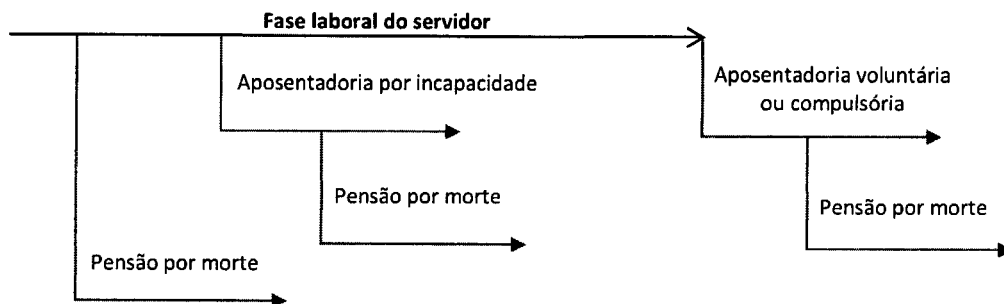 Fase laboral do servidor
Aposentadoria por incapacidade
Aposentadoria voluntária
ou compulsória
Pensão por morte
Pensão por morte
Pensão por morte